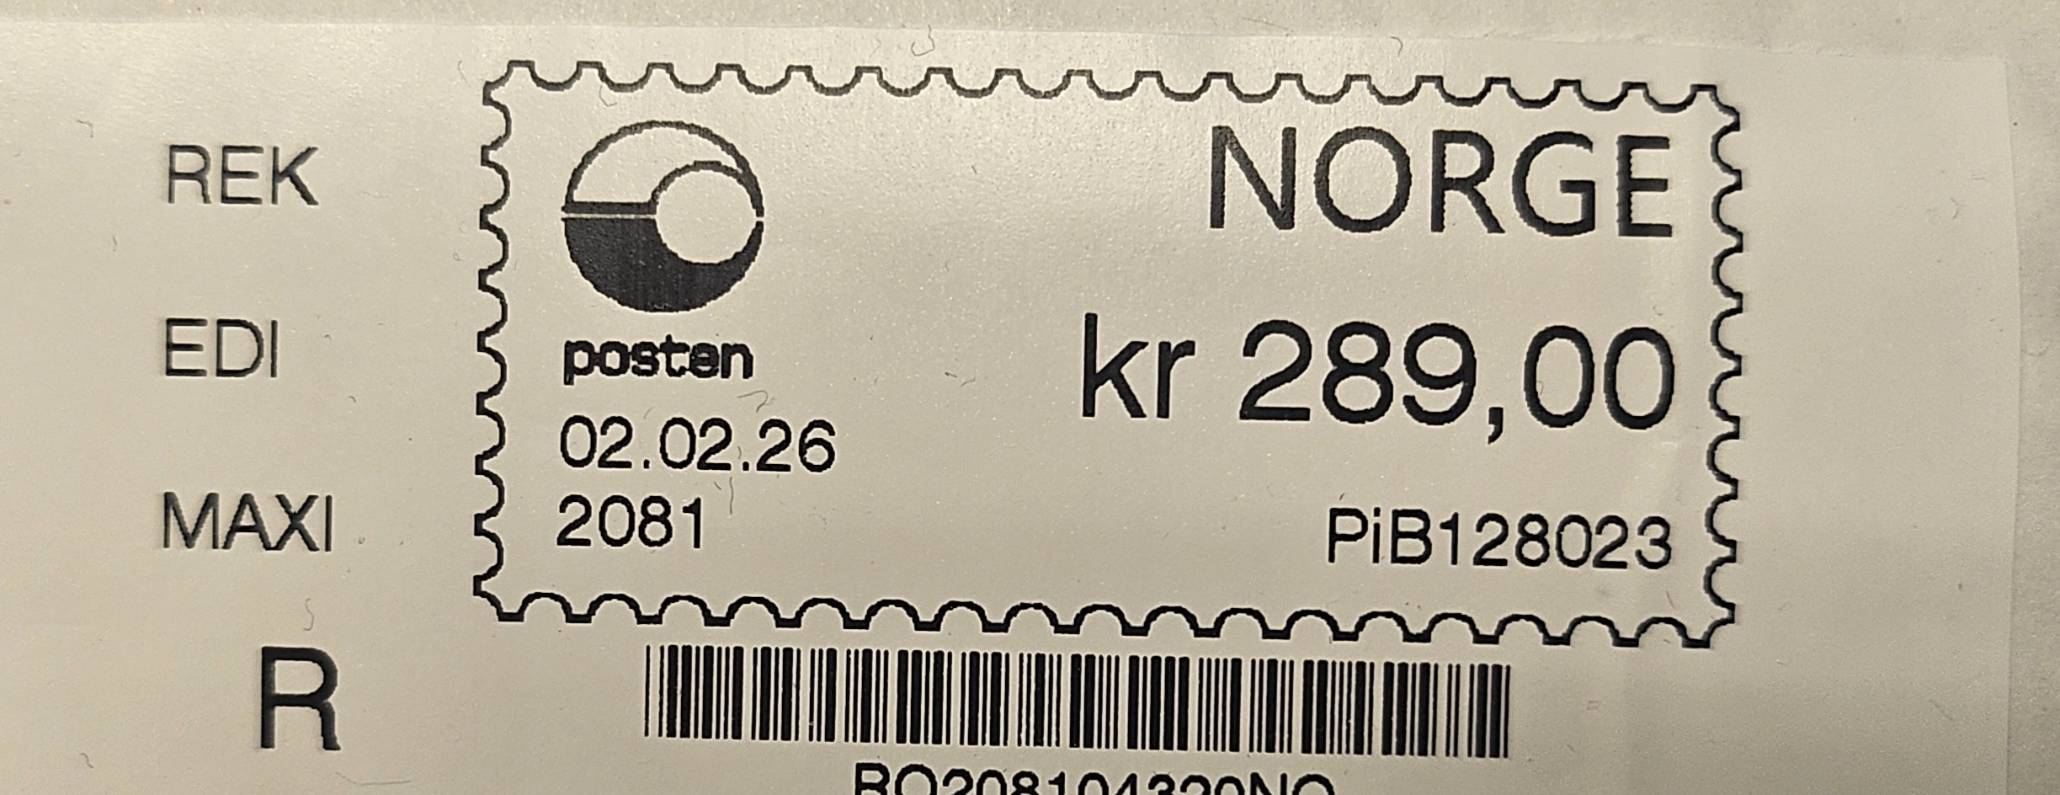 REK
NORGE
EDI
kr 289,00
posten
02.02.26
MAXI
2081
PiB128023
R